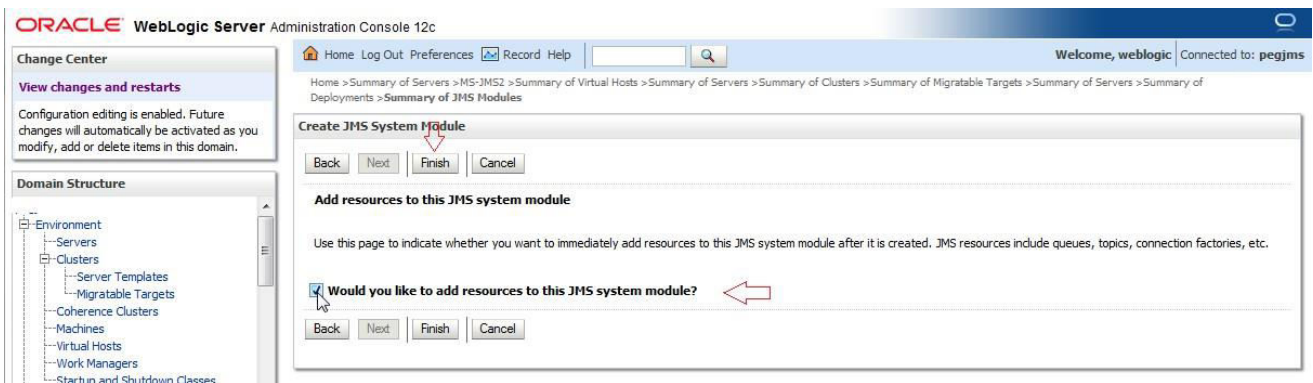 ORACLE WebLogic Server Administration Console 12c
Change Center
View changes and restarts
Configuration editing is enabled. Future
changes will automatically be activated as you
modify, add or delete items in this domain.
Domain Structure
Environment
Servers
Clusters
Server Templates
Migratable Targets
Coherence Clusters
Machines
Virtual Hosts
Work Managers
Startup and Shutdown Classes
Home Log Out Preferences Record Help
Welcome, weblogic Connected to: pegjms
Home >Summary of Servers >MS-JMS2 >Summary of Virtual Hosts >Summary of Servers >Summary of Clusters >Summary of Migratable Targets >Summary of Servers >Summary of
Deployments >Summary of JMS Modules
Create JMS System Module
Back Next Finish Cancel
Add resources to this JMS system module
Use this page to indicate whether you want to immediately add resources to this JMS system module after it is created. JMS resources include queues, topics, connection factories, etc.
Would you like to add resources to this JMS system module?
Back Next Finish Cancel